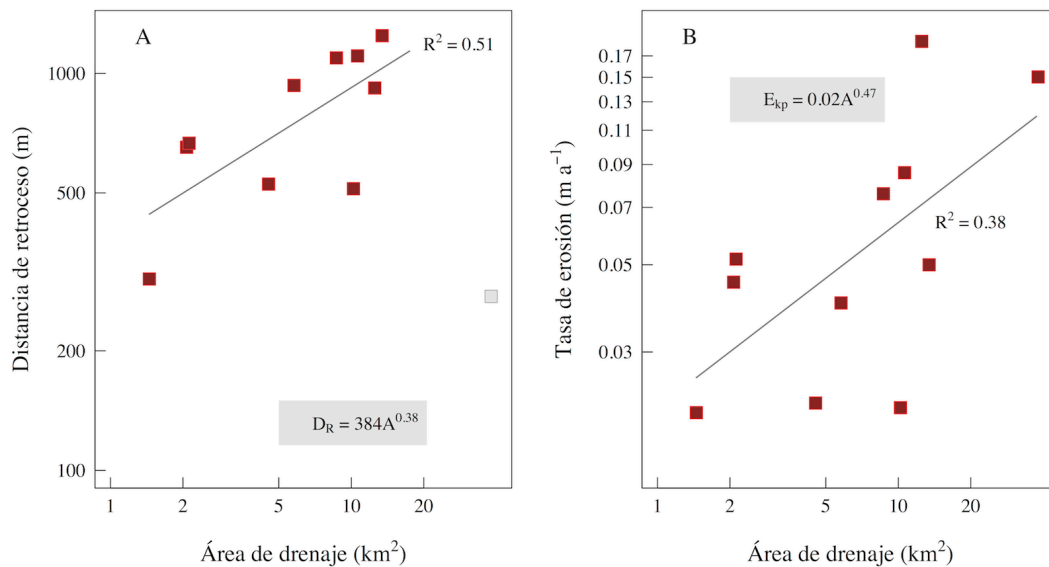 A
R² = 0.51
1000
500
200
100
Distancia de retroceso (m)
D_R = 384A^0.38
1 2 5 10 20
Área de drenaje (km²)
B
E_kp = 0.02A^0.47
R² = 0.38
0.17
0.15
0.13
0.11
0.09
0.07
0.05
0.03
Tasa de erosión (m a⁻¹)
1 2 5 10 20
Área de drenaje (km²)